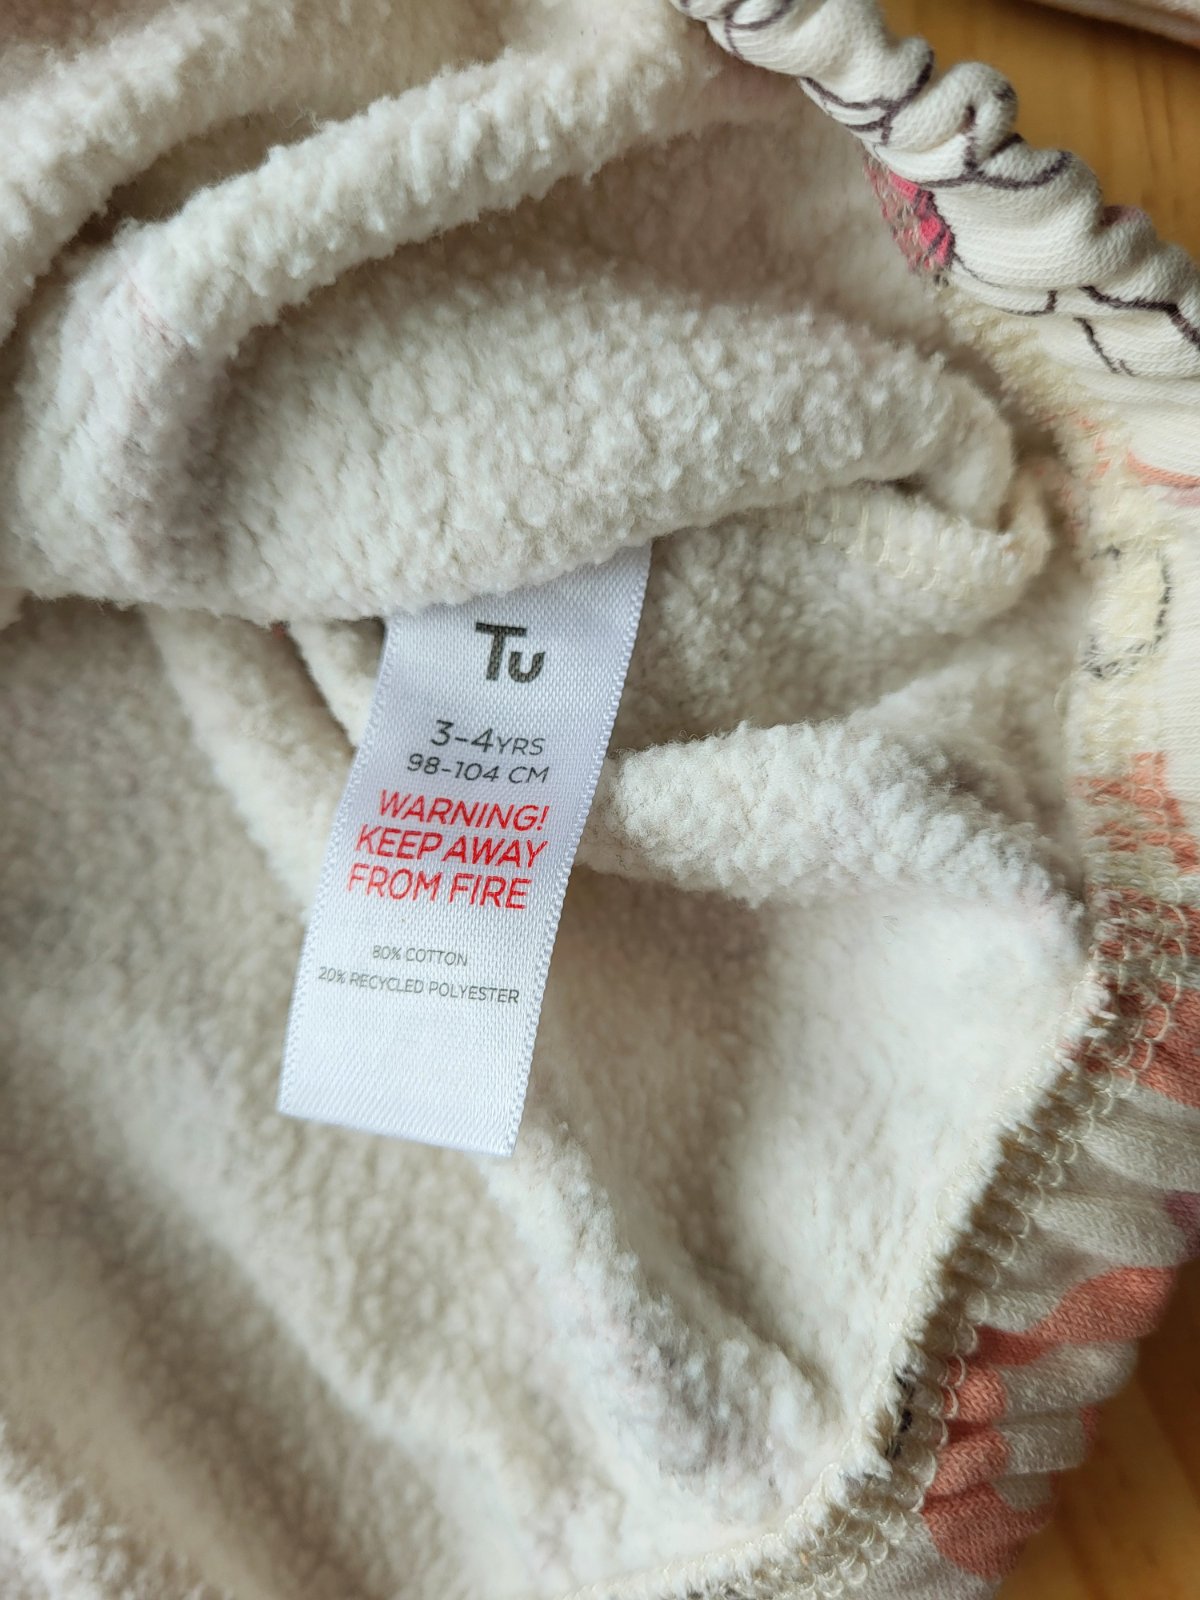 Tu
3-4YRS
98-104 CM
WARNING!
KEEP AWAY
FROM FIRE
80% COTTON
20% RECYCLED POLYESTER